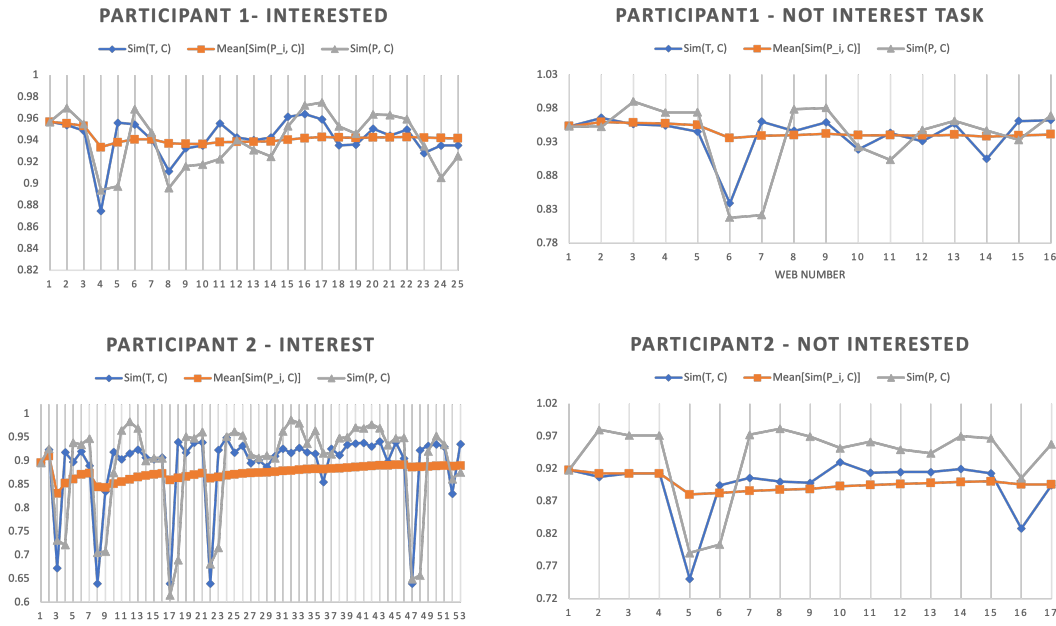 PARTICIPANT 1- INTERESTED
Sim(T, C) Mean[Sim(P_i, C)] Sim(P, C)
1
0.98
0.96
0.94
0.92
0.9
0.88
0.86
0.84
0.82
1 2 3 4 5 6 7 8 9 10 11 12 13 14 15 16 17 18 19 20 21 22 23 24 25
PARTICIPANT1 - NOT INTEREST TASK
Sim(T, C) Mean[Sim(P_i, C)] Sim(P, C)
1.03
0.98
0.93
0.88
0.83
0.78
1 2 3 4 5 6 7 8 9 10 11 12 13 14 15 16
WEB NUMBER
PARTICIPANT 2 - INTEREST
Sim(T, C) Mean[Sim(P_i, C)] Sim(P, C)
1
0.95
0.9
0.85
0.8
0.75
0.7
0.65
0.6
1 3 5 7 9 11 13 15 17 19 21 23 25 27 29 31 33 35 37 39 41 43 45 47 49 51 53
PARTICIPANT2 - NOT INTERESTED
Sim(T, C) Mean[Sim(P_i, C)] Sim(P, C)
1.02
0.97
0.92
0.87
0.82
0.77
0.72
1 2 3 4 5 6 7 8 9 10 11 12 13 14 15 16 17